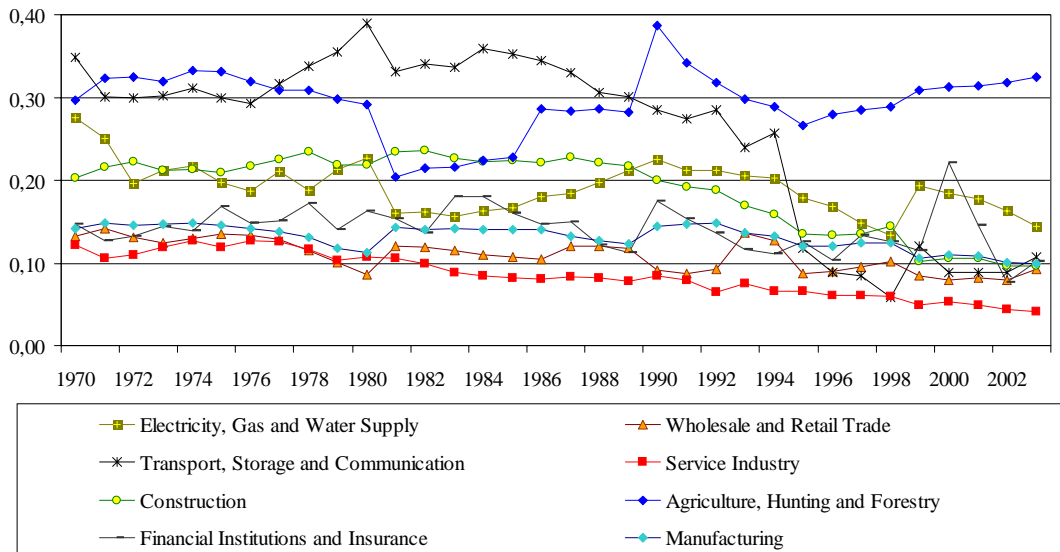 0,40
0,30
0,20
0,10
0,00
1970 1972 1974 1976 1978 1980 1982 1984 1986 1988 1990 1992 1994 1996 1998 2000 2002
Electricity, Gas and Water Supply Wholesale and Retail Trade
Transport, Storage and Communication Service Industry
Construction Agriculture, Hunting and Forestry
Financial Institutions and Insurance Manufacturing